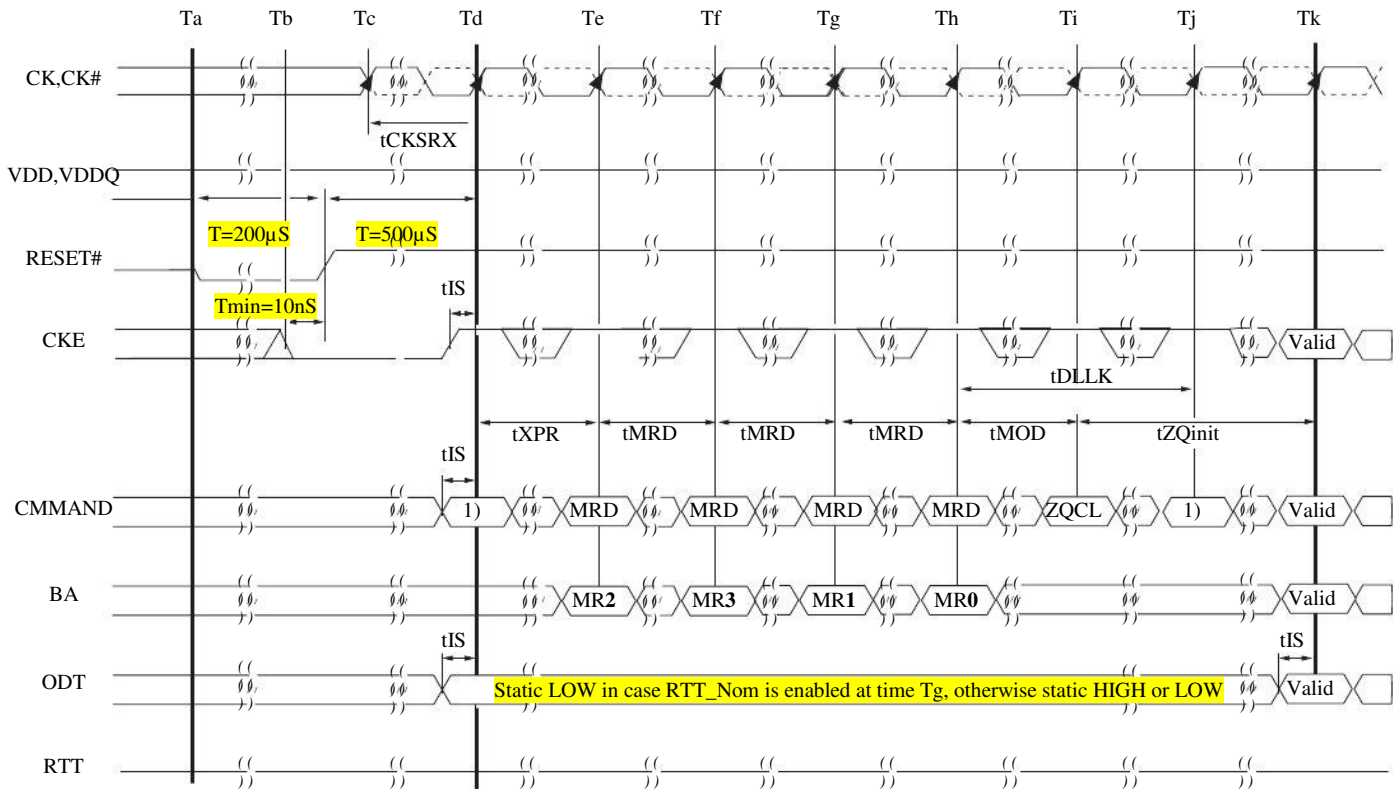 Ta Tb Tc Td Te Tf Tg Th Ti Tj Tk
CK,CK#
tCKSRX
VDD,VDDQ
T=200µS T=500µS
RESET#
Tmin=10nS tIS
CKE Valid
tDLLK
tXPR tMRD tMRD tMRD tMOD tZQinit
tIS
CMMAND 1) MRD MRD MRD MRD ZQCL 1) Valid
BA MR2 MR3 MR1 MR0 Valid
tIS tIS
ODT Static LOW in case RTT_Nom is enabled at time Tg, otherwise static HIGH or LOW Valid
RTT